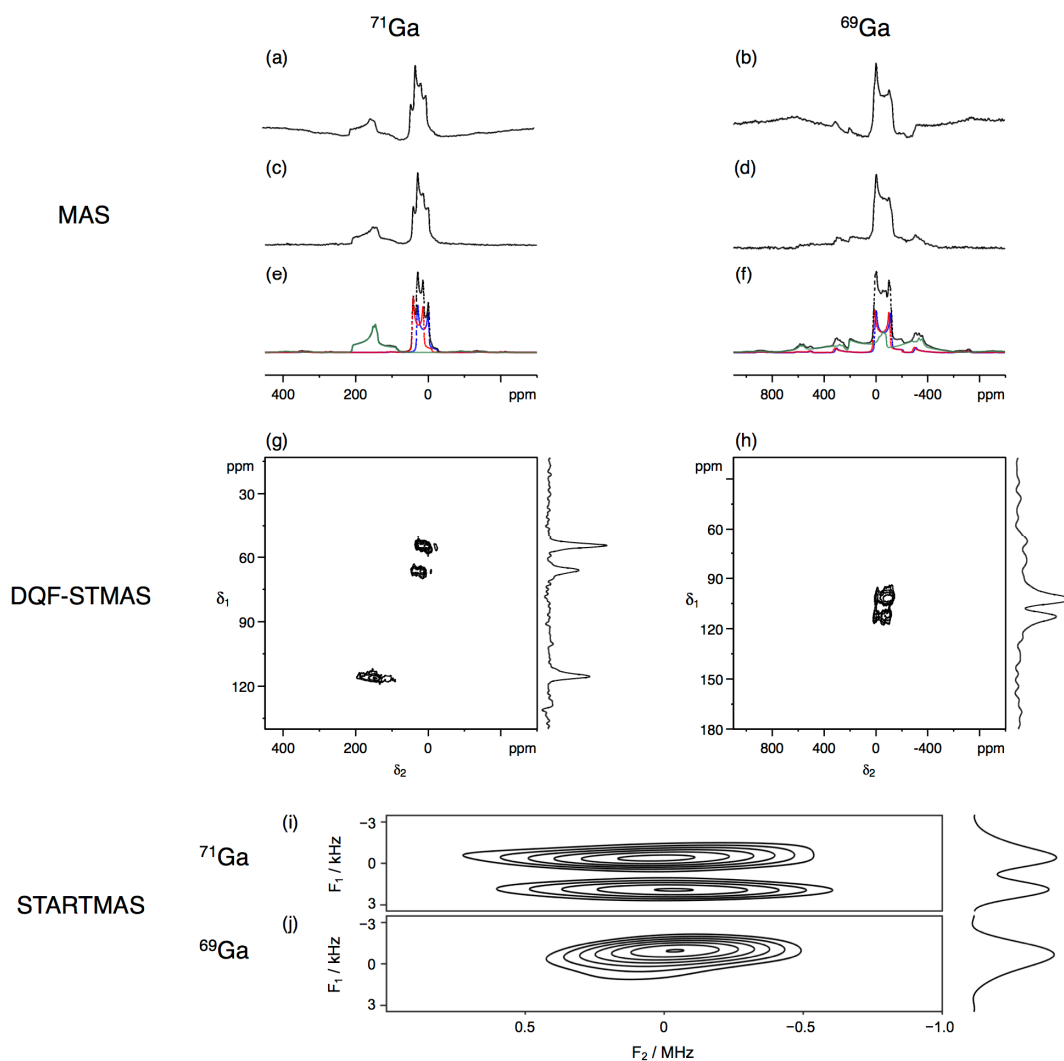 ⁷¹Ga ⁶⁹Ga
(a) (b)
(c) (d)
MAS
(e) (f)
400 200 0 ppm 800 400 0 -400 ppm
(g) (h)
ppm ppm
30
60 60
DQF-STMAS
δ₁ δ₁
90 90
120 120
150
180
400 200 0 ppm 800 400 0 -400 ppm
δ₂ δ₂
(i)
⁷¹Ga
F₁ / kHz
−3
0
3
STARTMAS
(j)
⁶⁹Ga
F₁ / kHz
−3
0
3
0.5 0 -0.5 -1.0
F₂ / MHz